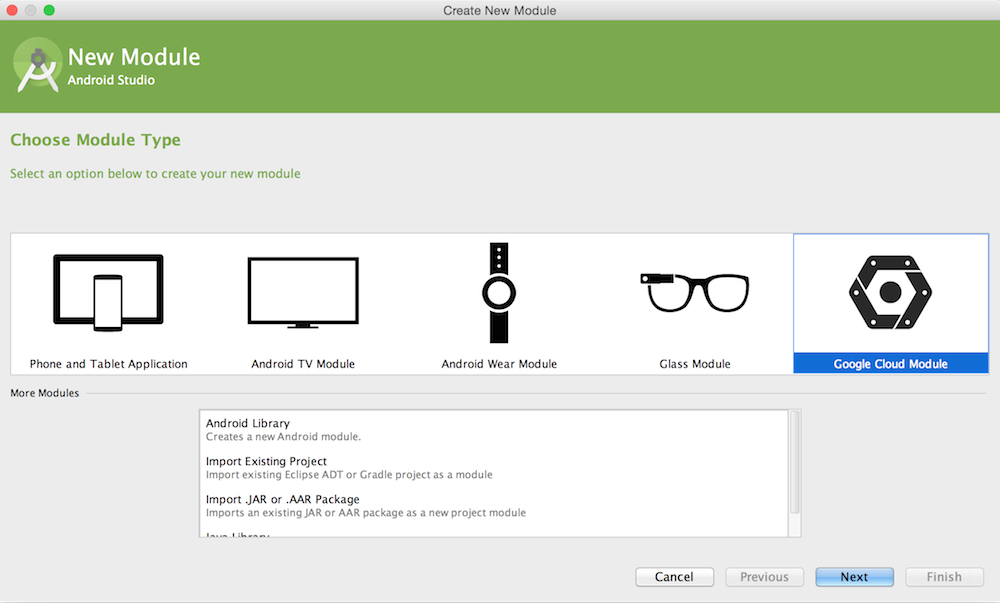 Create New Module
New Module
Android Studio
Choose Module Type
Select an option below to create your new module
Phone and Tablet Application
Android TV Module
Android Wear Module
Glass Module
Google Cloud Module
More Modules
Android Library
Creates a new Android module.
Import Existing Project
Import existing Eclipse ADT or Gradle project as a module
Import .JAR or .AAR Package
Imports an existing JAR or AAR package as a new project module
Java Library
Cancel
Previous
Next
Finish